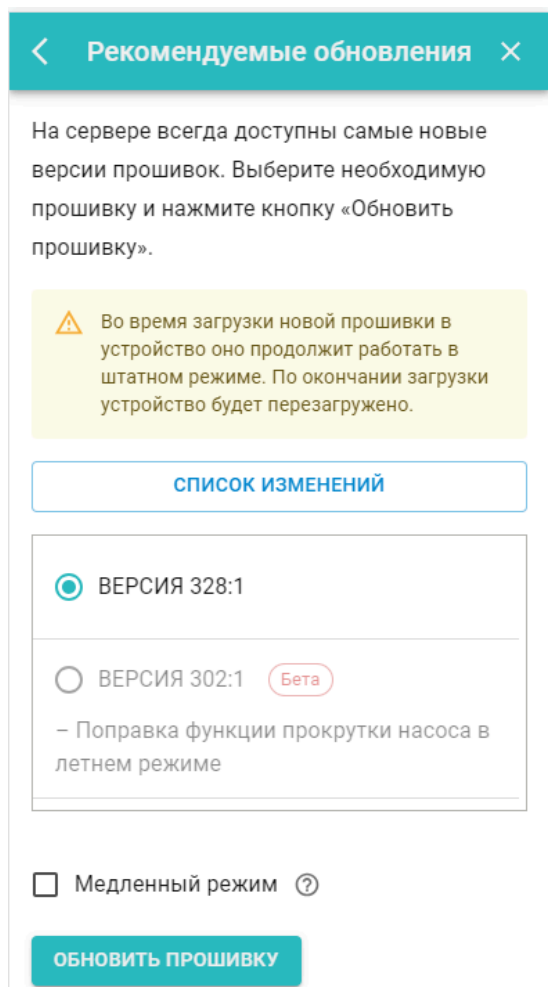 Рекомендуемые обновления
На сервере всегда доступны самые новые
версии прошивок. Выберите необходимую
прошивку и нажмите кнопку «Обновить
прошивку».
Во время загрузки новой прошивки в
устройство оно продолжит работать в
штатном режиме. По окончании загрузки
устройство будет перезагружено.
СПИСОК ИЗМЕНЕНИЙ
ВЕРСИЯ 328:1
ВЕРСИЯ 302:1 Бета
– Поправка функции прокрутки насоса в
летнем режиме
Медленный режим ?
ОБНОВИТЬ ПРОШИВКУ